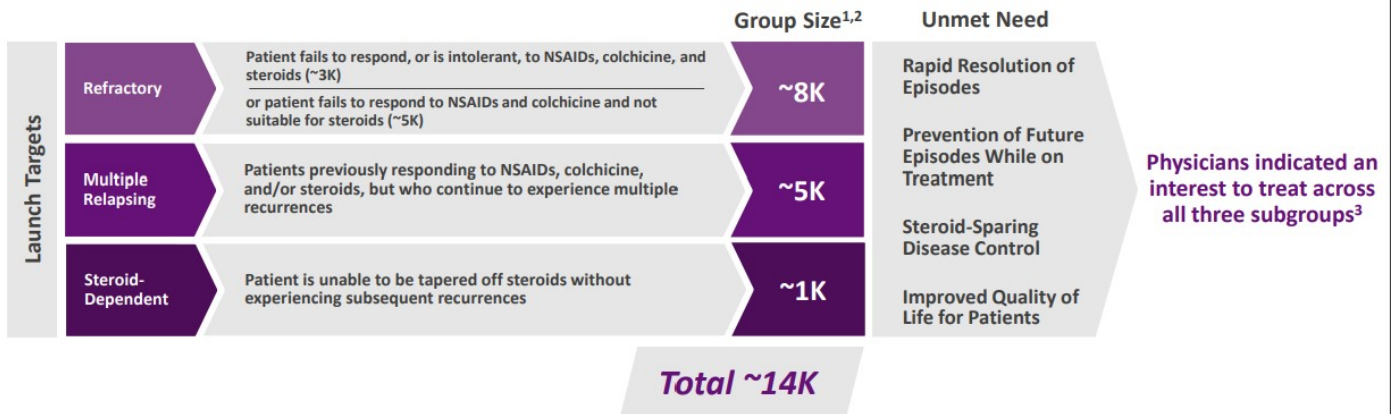 Group Size1,2
Unmet Need
Launch Targets
Refractory
Patient fails to respond, or is intolerant, to NSAIDs, colchicine, and
steroids (~3K)
or patient fails to respond to NSAIDs and colchicine and not
suitable for steroids (~5K)
~8K
Multiple
Relapsing
Patients previously responding to NSAIDs, colchicine,
and/or steroids, but who continue to experience multiple
recurrences
~5K
Steroid-
Dependent
Patient is unable to be tapered off steroids without
experiencing subsequent recurrences
~1K
Total ~14K
Rapid Resolution of
Episodes
Prevention of Future
Episodes While on
Treatment
Steroid-Sparing
Disease Control
Improved Quality of
Life for Patients
Physicians indicated an
interest to treat across
all three subgroups3